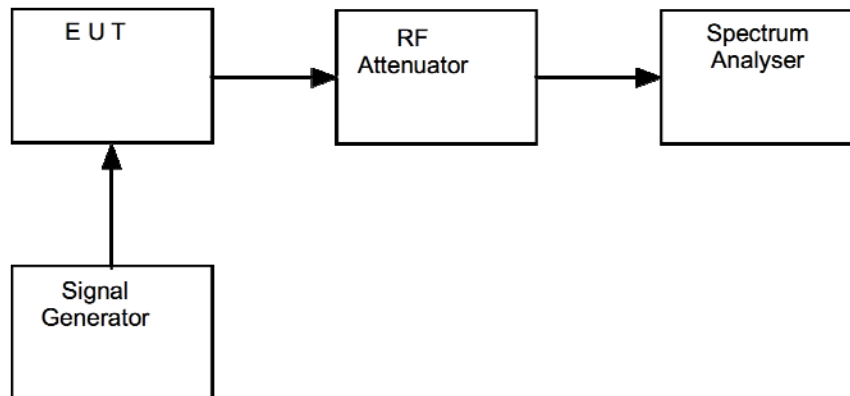 E U T
RF
Attenuator
Spectrum
Analyser
Signal
Generator